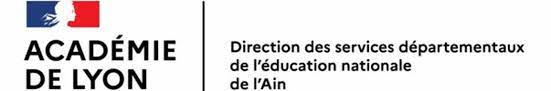 ACADÉMIE
DE LYON
Direction des services départementaux
de l'éducation nationale
de l'Ain